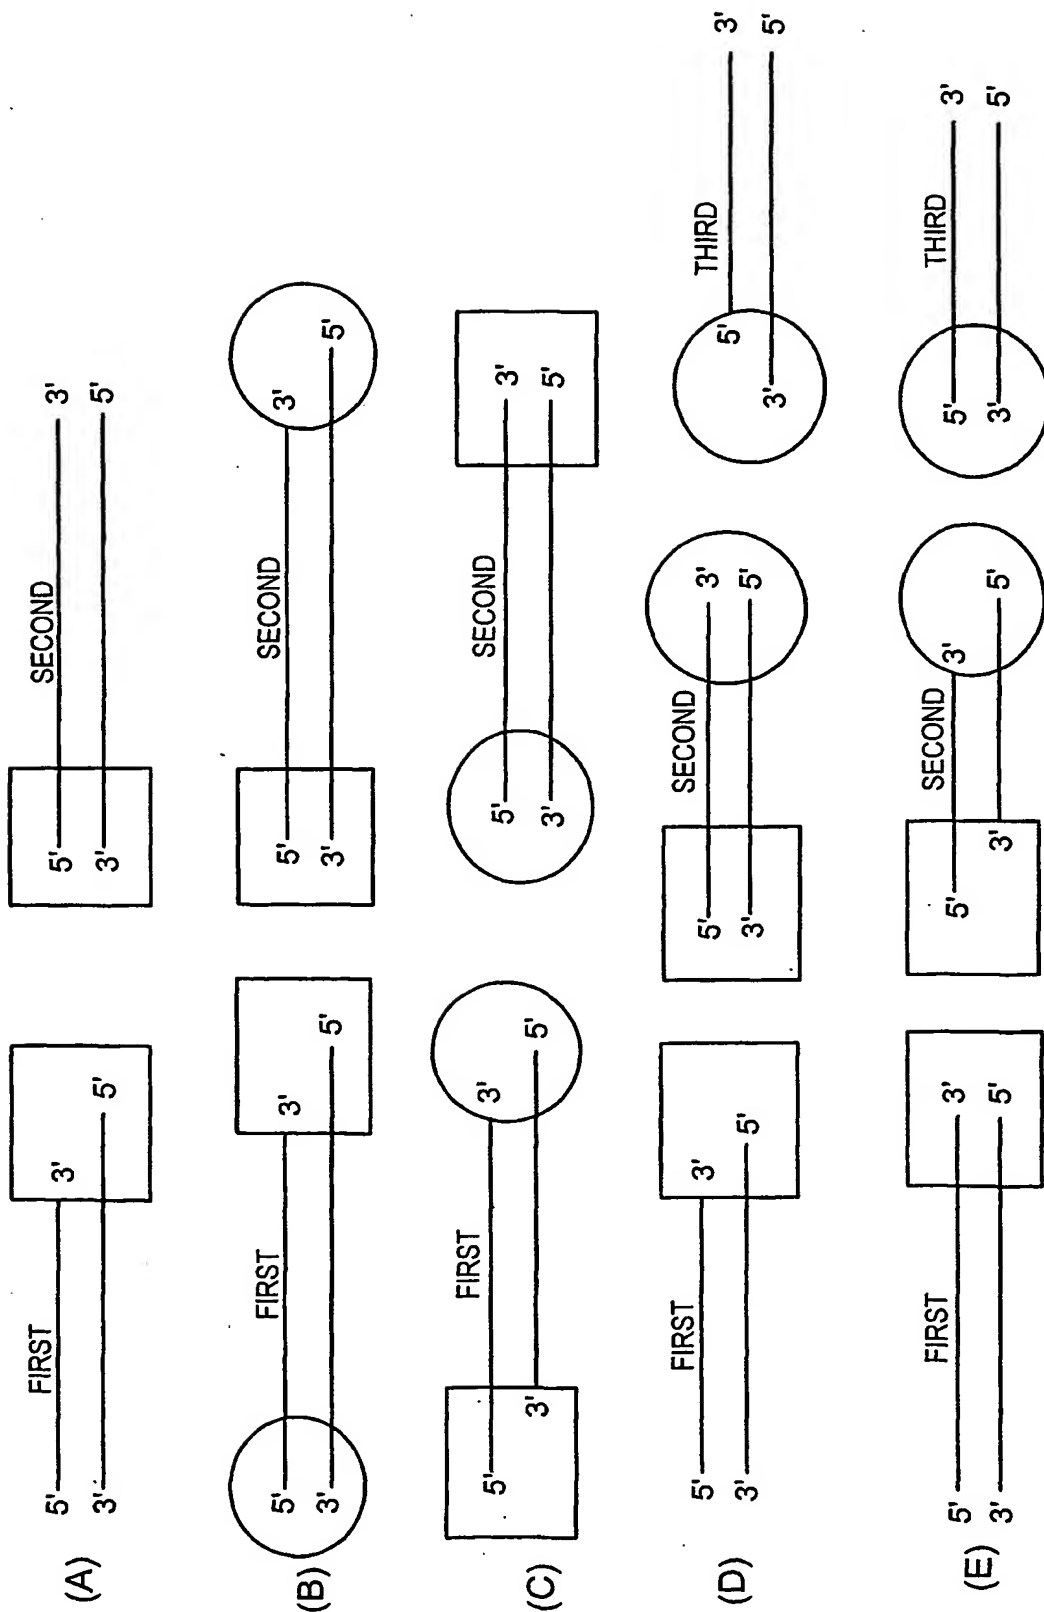 FIRST SECOND
(A) 5' 3' 5' 3'
3' 5' 3' 5'
FIRST SECOND
(B) 5' 3' 5' 3'
3' 5' 3' 5'
FIRST SECOND
(C) 5' 3' 5' 3'
3' 5' 3' 5'
FIRST SECOND THIRD
(D) 5' 3' 5' 3' 5' 3'
3' 5' 3' 5' 3' 5'
FIRST SECOND THIRD
(E) 5' 3' 5' 3' 5' 3'
3' 5' 3' 5' 3' 5'